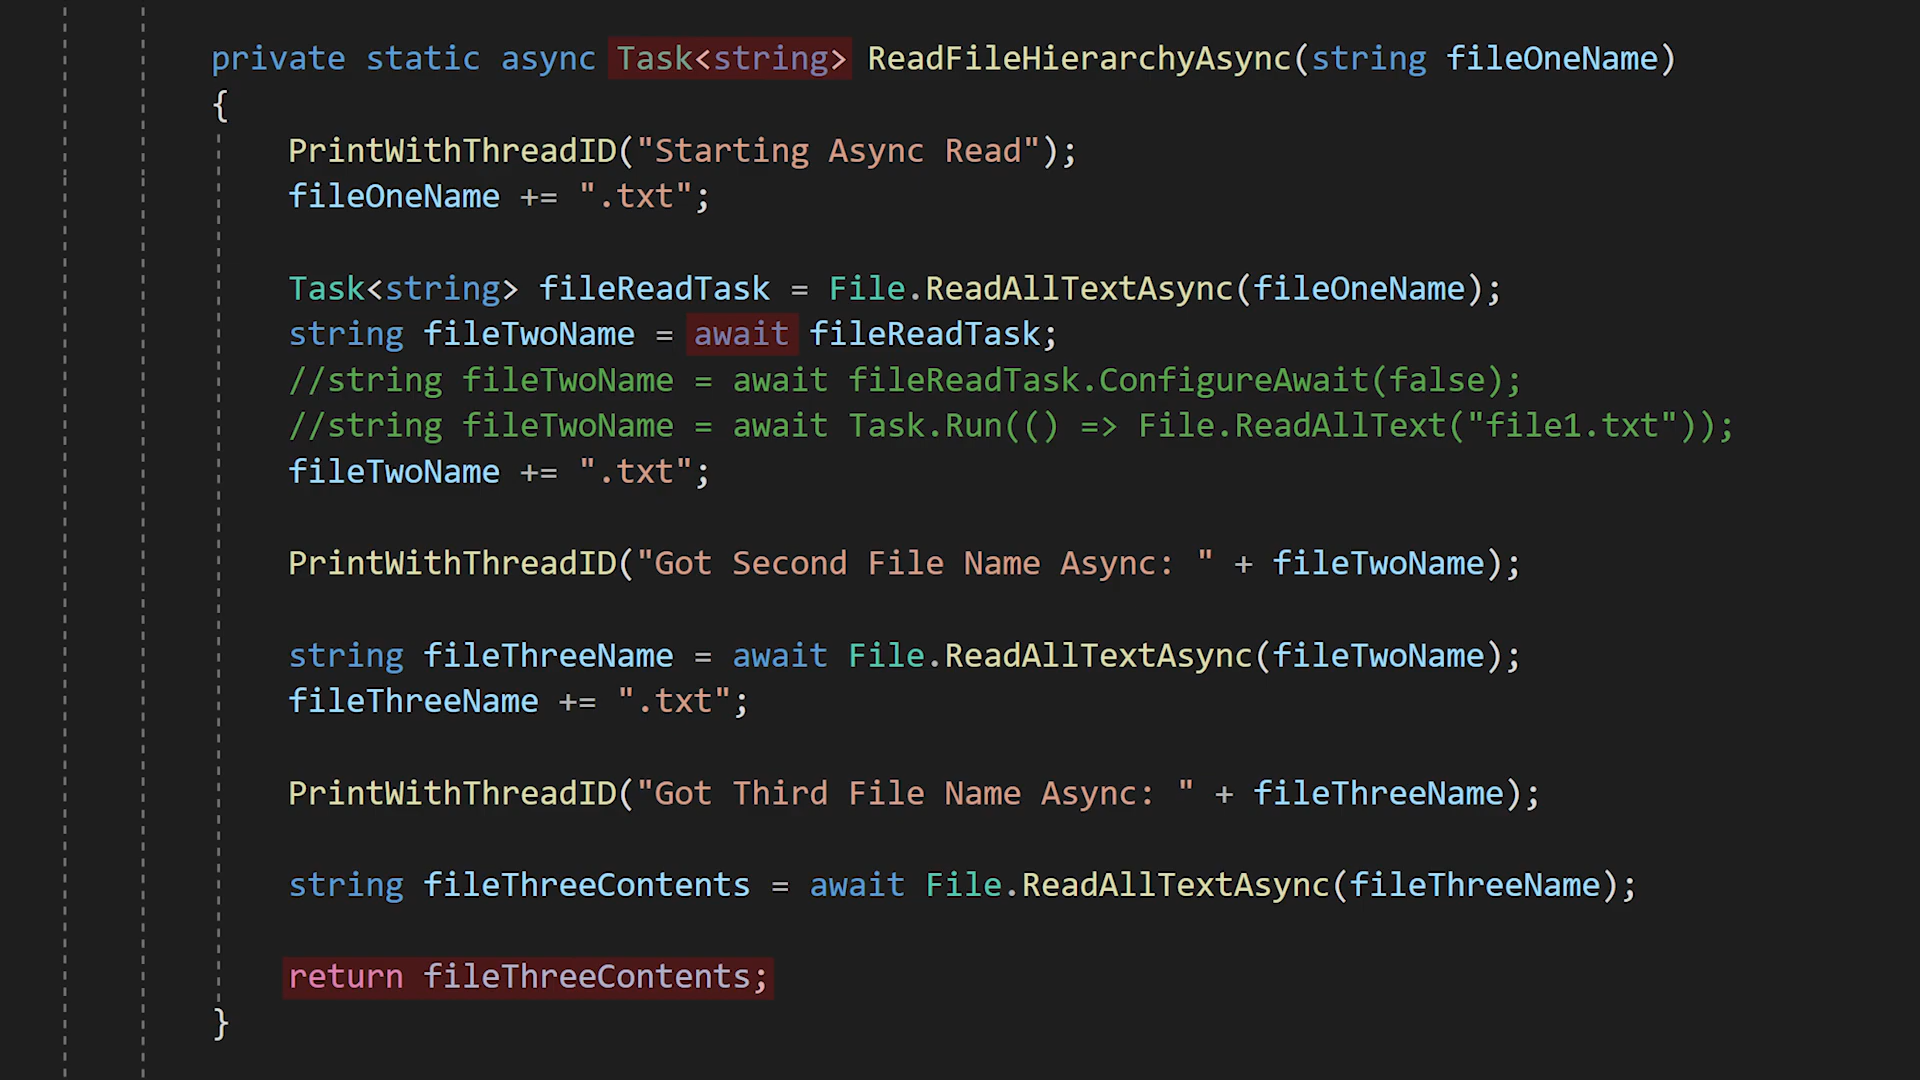 private static async Task<string> ReadFileHierarchyAsync(string fileOneName)
{
PrintWithThreadID("Starting Async Read");
fileOneName += ".txt";
Task<string> fileReadTask = File.ReadAllTextAsync(fileOneName);
string fileTwoName = await fileReadTask;
//string fileTwoName = await fileReadTask.ConfigureAwait(false);
//string fileTwoName = await Task.Run(() => File.ReadAllText("file1.txt"));
fileTwoName += ".txt";
PrintWithThreadID("Got Second File Name Async: " + fileTwoName);
string fileThreeName = await File.ReadAllTextAsync(fileTwoName);
fileThreeName += ".txt";
PrintWithThreadID("Got Third File Name Async: " + fileThreeName);
string fileThreeContents = await File.ReadAllTextAsync(fileThreeName);
return fileThreeContents;
}